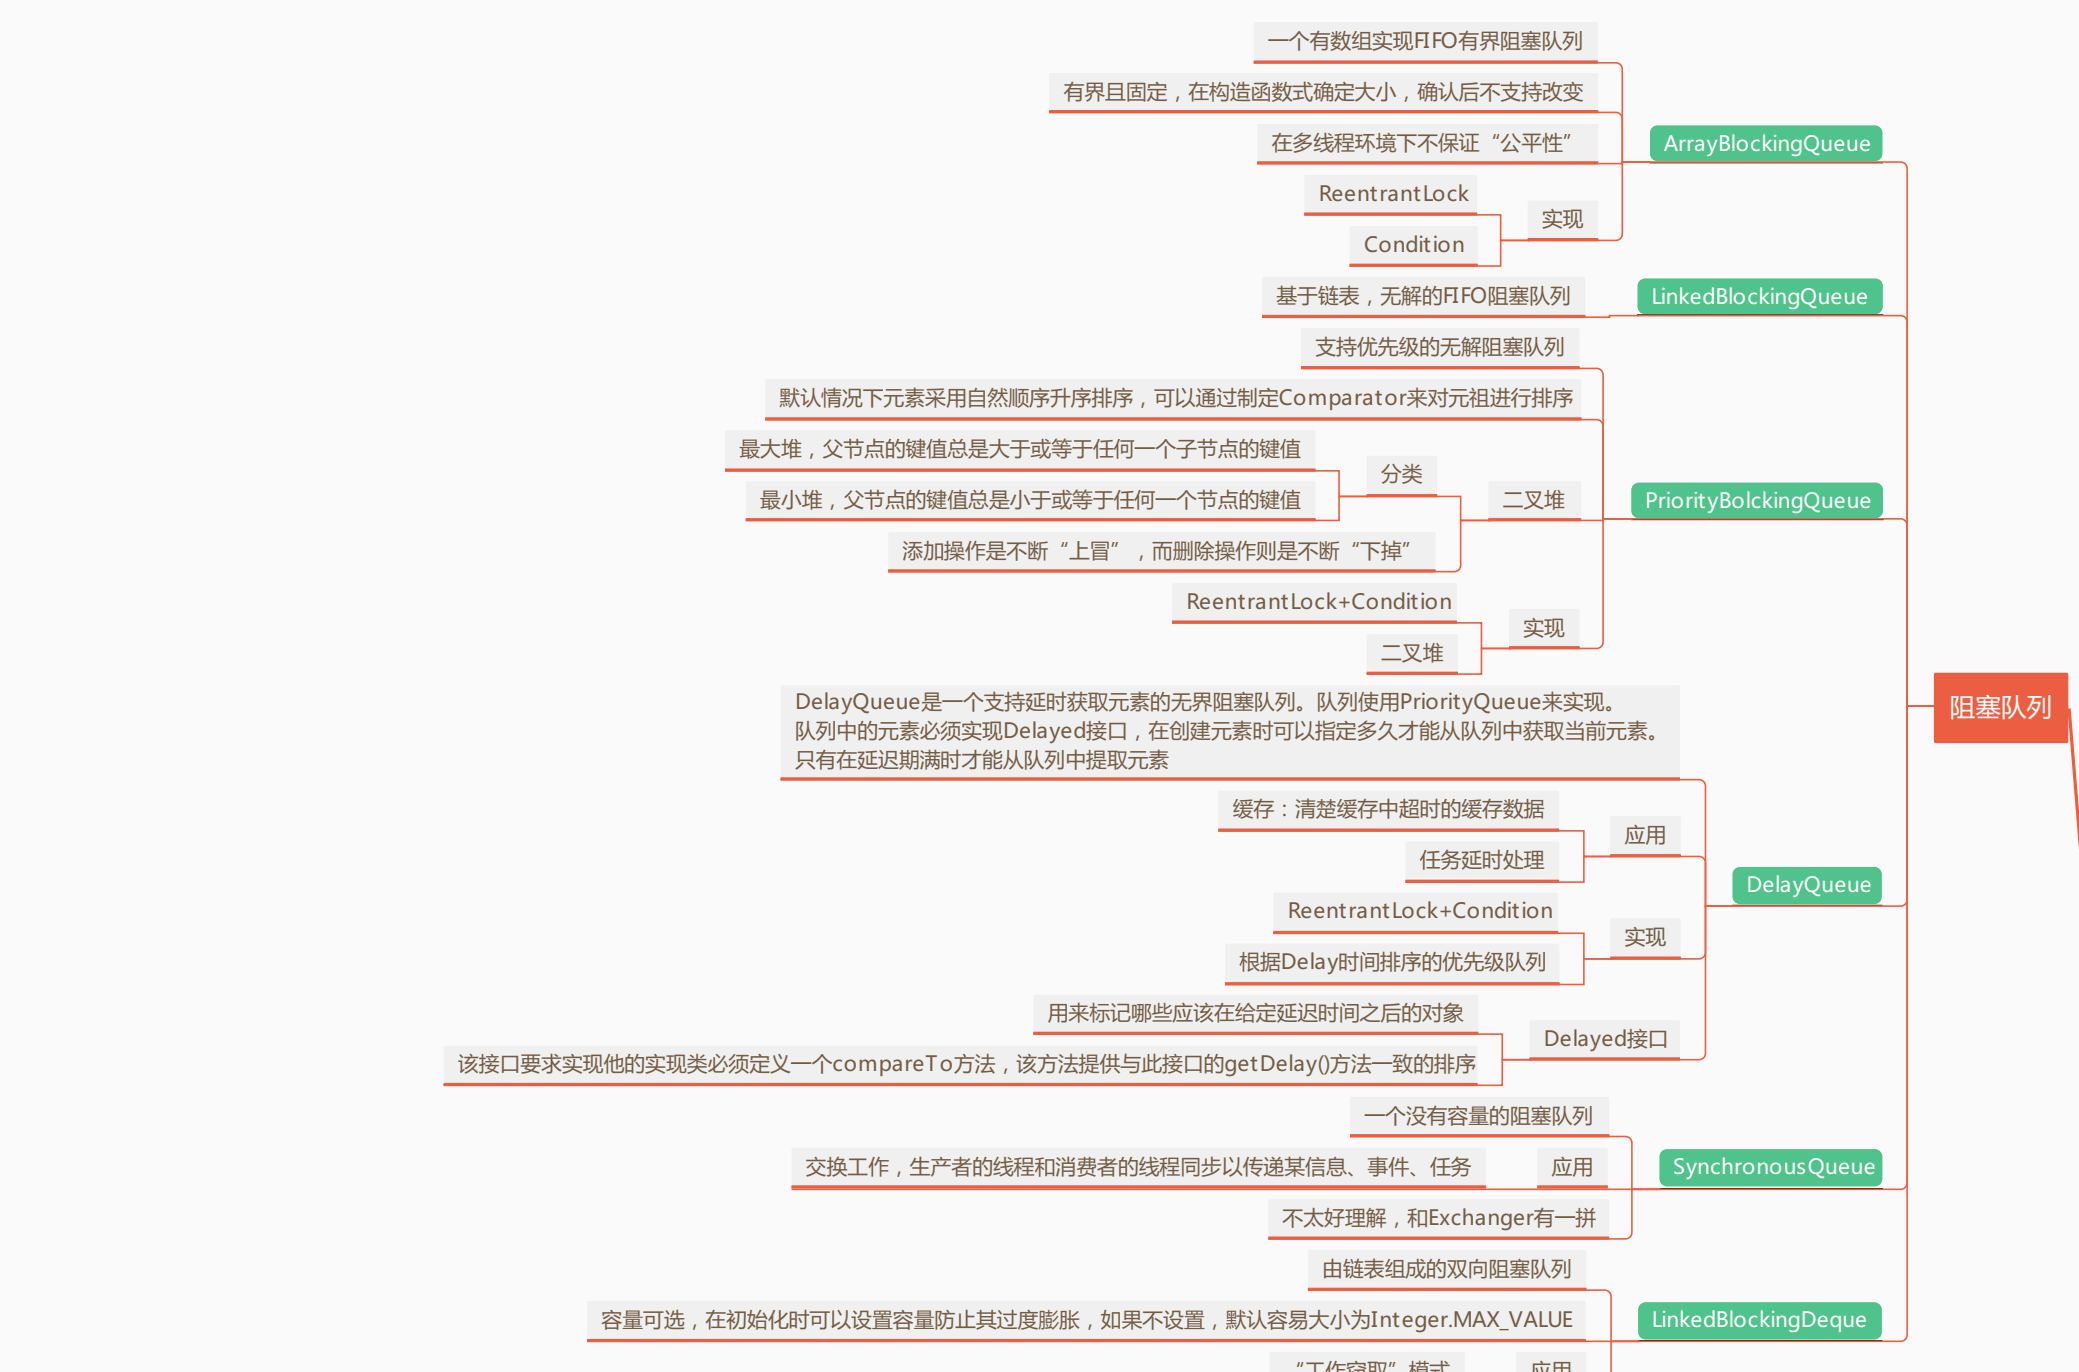 阻塞队列
ArrayBlockingQueue
一个有数组实现FIFO有界阻塞队列
有界且固定，在构造函数式确定大小，确认后不支持改变
在多线程环境下不保证“公平性”
实现
ReentrantLock
Condition
LinkedBlockingQueue
基于链表，无解的FIFO阻塞队列
PriorityBolckingQueue
支持优先级的无解阻塞队列
默认情况下元素采用自然顺序升序排序，可以通过制定Comparator来对元祖进行排序
二叉堆
分类
最大堆，父节点的键值总是大于或等于任何一个子节点的键值
最小堆，父节点的键值总是小于或等于任何一个节点的键值
添加操作是不断“上冒”，而删除操作则是不断“下掉”
实现
ReentrantLock+Condition
二叉堆
DelayQueue
DelayQueue是一个支持延时获取元素的无界阻塞队列。队列使用PriorityQueue来实现。
队列中的元素必须实现Delayed接口，在创建元素时可以指定多久才能从队列中获取当前元素。
只有在延迟期满时才能从队列中提取元素
应用
缓存：清楚缓存中超时的缓存数据
任务延时处理
实现
ReentrantLock+Condition
根据Delay时间排序的优先级队列
Delayed接口
用来标记哪些应该在给定延迟时间之后的对象
该接口要求实现他的实现类必须定义一个compareTo方法，该方法提供与此接口的getDelay()方法一致的排序
SynchronousQueue
一个没有容量的阻塞队列
应用
交换工作，生产者的线程和消费者的线程同步以传递某信息、事件、任务
不太好理解，和Exchanger有一拼
LinkedBlockingDeque
由链表组成的双向阻塞队列
容量可选，在初始化时可以设置容量防止其过度膨胀，如果不设置，默认容易大小为Integer.MAX_VALUE
应用
“工作窃取”模式